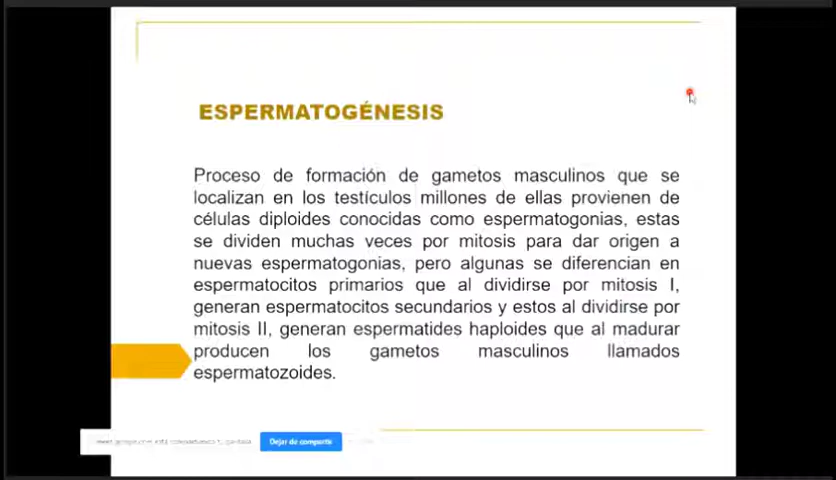 ESPERMATOGÉNESIS
Proceso de formación de gametos masculinos que se
localizan en los testículos millones de ellas provienen de
células diploides conocidas como espermatogonias, estas
se dividen muchas veces por mitosis para dar origen a
nuevas espermatogonias, pero algunas se diferencian en
espermatocitos primarios que al dividirse por mitosis I,
generan espermatocitos secundarios y estos al dividirse por
mitosis II, generan espermatides haploides que al madurar
producen los gametos masculinos llamados
espermatozoides.
Dejar de compartir